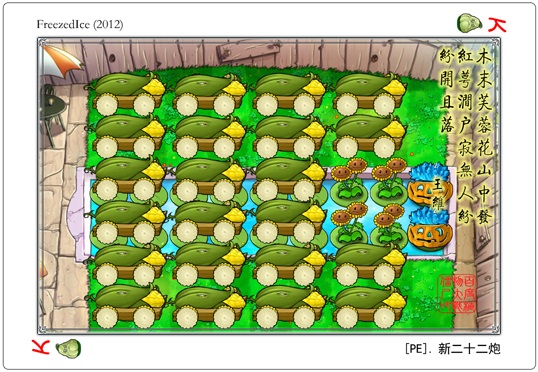 FreezedIce (2012)
K
木末芙蓉花山中發
紅萼澗户寂無人紛
紛開且落
王維
K
[PE]. 新二十二炮